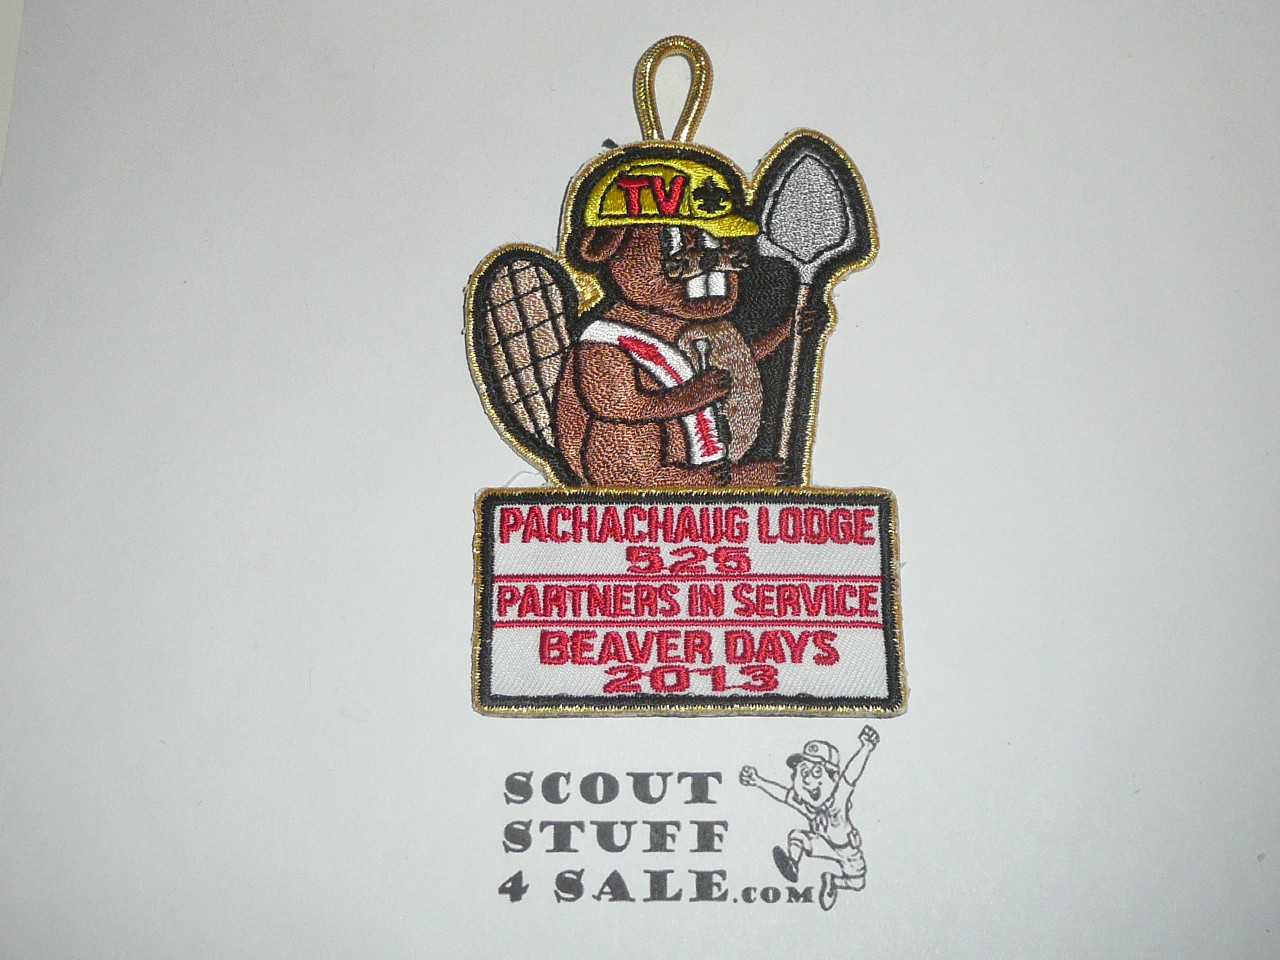 TV
PACHACHAUG LODGE
525
PARTNERS IN SERVICE
BEAVER DAYS
2013
SCOUT
STUFF
4 SALE.COM